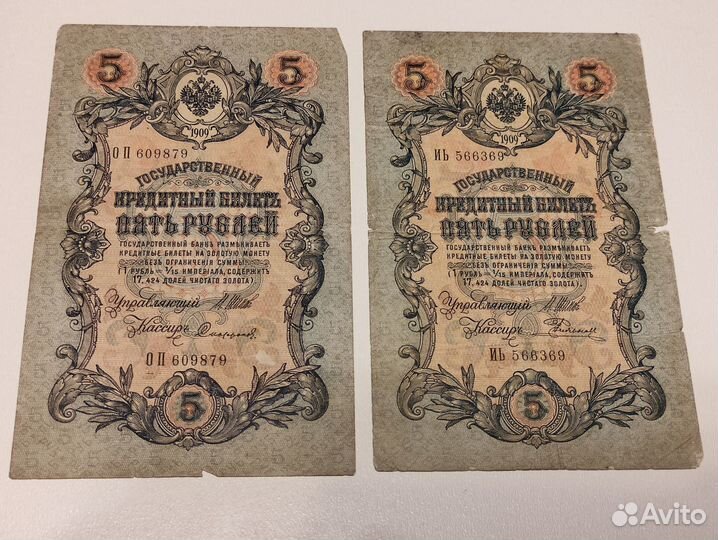 5 5
1909
ОП 609879
ГОСУДАРСТВЕННЫЙ
КРЕДИТНЫЙ БИЛЕТЪ
ПЯТЬ РУБЛЕЙ
ГОСУДАРСТВЕННЫЙ БАНКЪ РАЗМѢНИВАЕТЪ
КРЕДИТНЫЕ БИЛЕТЫ НА ЗОЛОТУЮ МОНЕТУ
БЕЗЪ ОГРАНИЧЕНІЯ СУММЫ
(1 РУБЛЬ = 1/15 ИМПЕРІАЛА, СОДЕРЖИТЪ
17,424 ДОЛЕЙ ЧИСТАГО ЗОЛОТА).
Управляющій
Кассиръ
ОП 609879
5
5 5
1909
ИЬ 566369
ГОСУДАРСТВЕННЫЙ
КРЕДИТНЫЙ БИЛЕТЪ
ПЯТЬ РУБЛЕЙ
ГОСУДАРСТВЕННЫЙ БАНКЪ РАЗМѢНИВАЕТЪ
КРЕДИТНЫЕ БИЛЕТЫ НА ЗОЛОТУЮ МОНЕТУ
БЕЗЪ ОГРАНИЧЕНІЯ СУММЫ
(1 РУБЛЬ = 1/15 ИМПЕРІАЛА, СОДЕРЖИТЪ
17,424 ДОЛЕЙ ЧИСТАГО ЗОЛОТА).
Управляющій
Кассиръ
ИЬ 566369
5
Avito